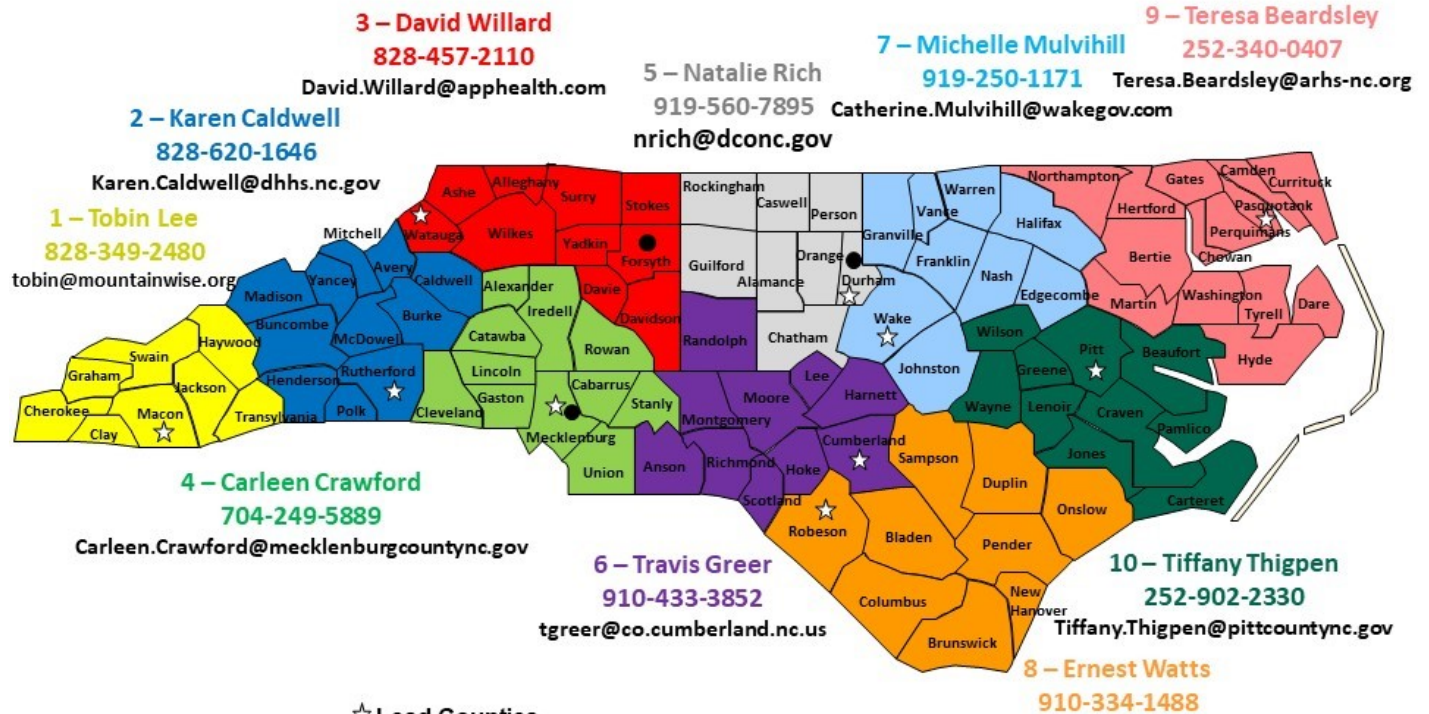 9 – Teresa Beardsley
252-340-0407
Teresa.Beardsley@arhs-nc.org
3 – David Willard
828-457-2110
David.Willard@apphealth.com
7 – Michelle Mulvihill
919-250-1171
Catherine.Mulvihill@wakegov.com
5 – Natalie Rich
919-560-7895
nrich@dconc.gov
2 – Karen Caldwell
828-620-1646
Karen.Caldwell@dhhs.nc.gov
1 – Tobin Lee
828-349-2480
tobin@mountainwise.org
Ashe
Alleghany
Surry
Stokes
Rockingham
Caswell
Person
Granville
Vance
Warren
Northampton
Gates
Camden
Currituck
Pasquotank
Perquimans
Hertford
Chowan
Halifax
Bertie
Mitchell
Watauga
Wilkes
Yadkin
Forsyth
Guilford
Alamance
Orange
Durham
Franklin
Nash
Edgecombe
Martin
Washington
Tyrell
Dare
Madison
Yancey
Avery
Caldwell
Alexander
Iredell
Davie
Davidson
Randolph
Chatham
Wake
Johnston
Wilson
Pitt
Beaufort
Hyde
Haywood
Buncombe
McDowell
Burke
Catawba
Rowan
Swain
Graham
Jackson
Cherokee
Macon
Clay
Transylvania
Henderson
Rutherford
Polk
Cleveland
Lincoln
Gaston
Cabarrus
Stanly
Mecklenburg
Union
Anson
Montgomery
Moore
Lee
Harnett
Richmond
Hoke
Scotland
Cumberland
Sampson
Wayne
Greene
Lenoir
Craven
Pamlico
Jones
Carteret
Duplin
Onslow
Robeson
Bladen
Pender
Columbus
New
Hanover
Brunswick
4 – Carleen Crawford
704-249-5889
Carleen.Crawford@mecklenburgcountync.gov
6 – Travis Greer
910-433-3852
tgreer@co.cumberland.nc.us
10 – Tiffany Thigpen
252-902-2330
Tiffany.Thigpen@pittcountync.gov
8 – Ernest Watts
910-334-1488
Lead Counties